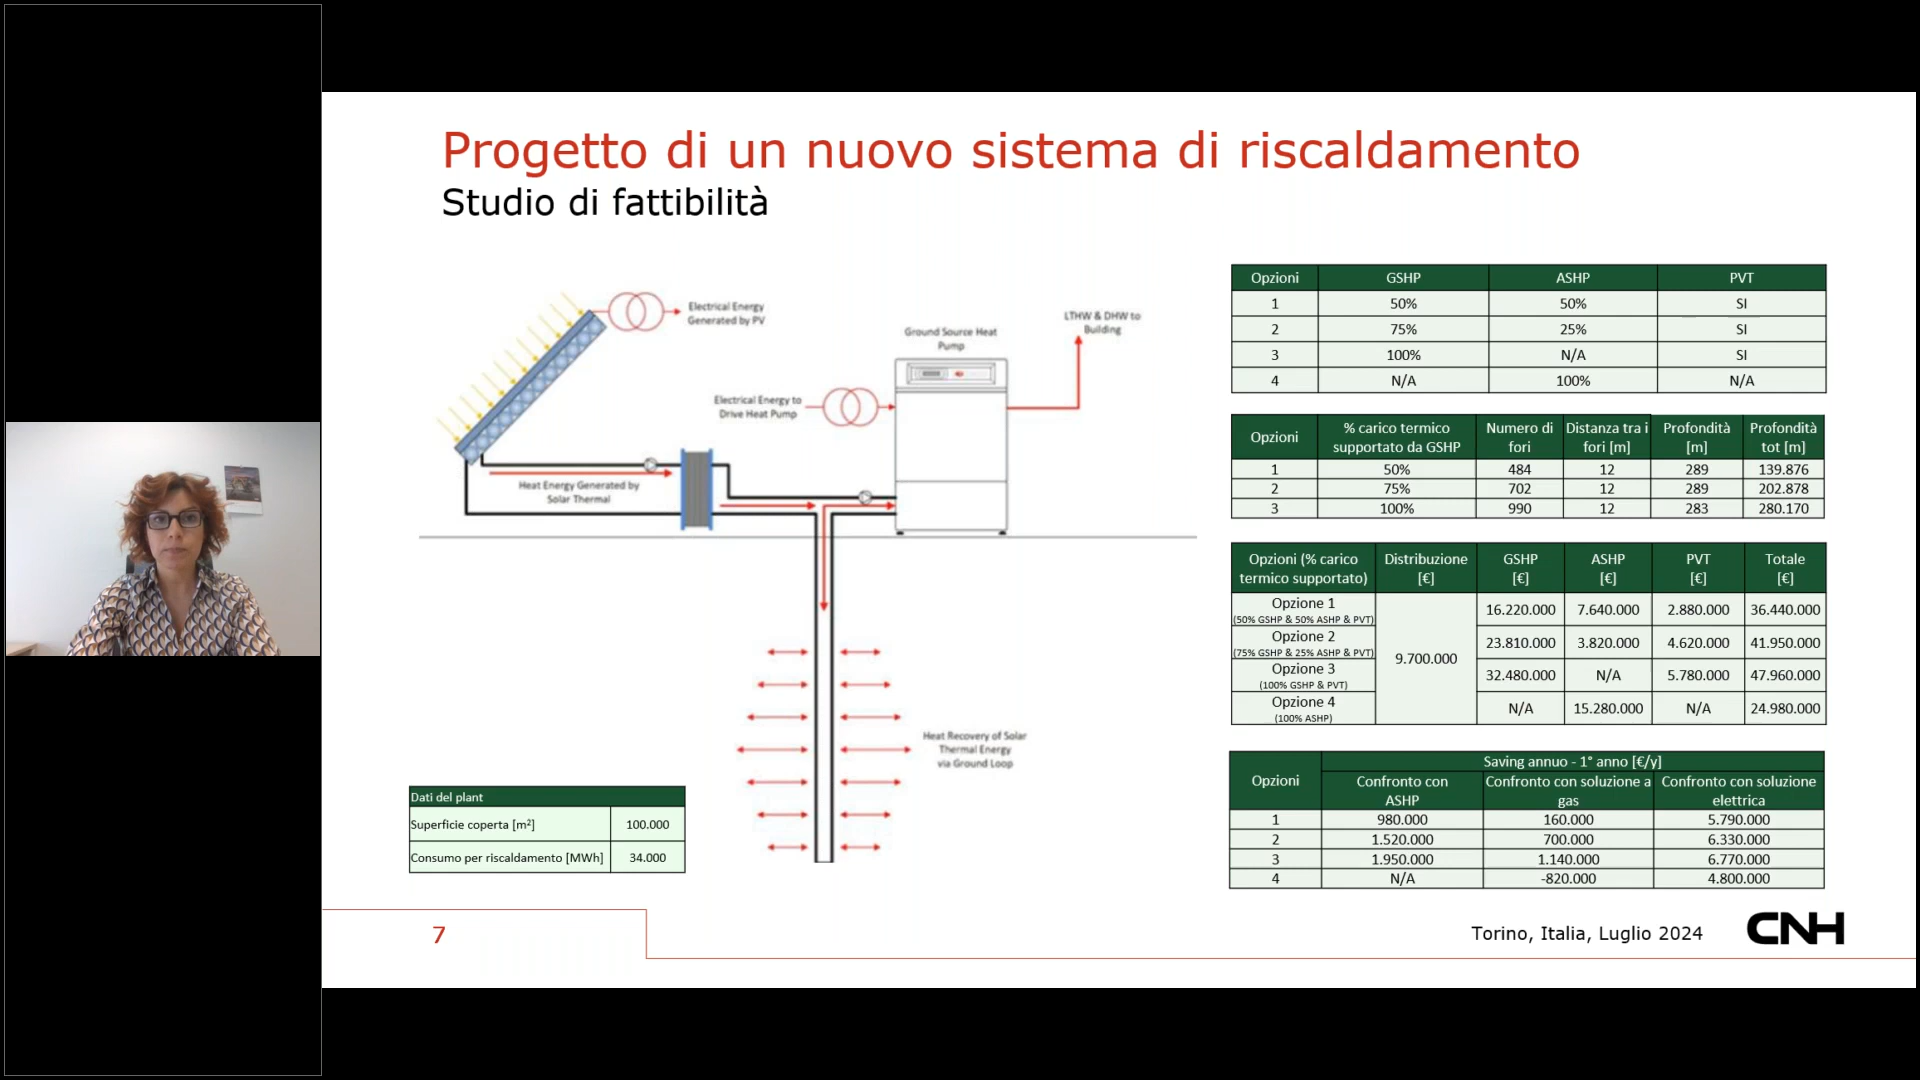 Progetto di un nuovo sistema di riscaldamento
Studio di fattibilità
Electrical Energy
Generated by PV
Electrical Energy to
Drive Heat Pump
Ground Source Heat
Pump
LTHW & DHW to
Building
Heat Energy Generated by
Solar Thermal
Heat Recovery of Solar
Thermal Energy
via Ground Loop
Dati del plant
Superficie coperta [m²] 100.000
Consumo per riscaldamento [MWh] 34.000
Opzioni GSHP ASHP PVT
1 50% 50% SI
2 75% 25% SI
3 100% N/A SI
4 N/A 100% N/A
Opzioni % carico termico supportato da GSHP Numero di fori Distanza tra i fori [m] Profondità [m] Profondità tot [m]
1 50% 484 12 289 139.876
2 75% 702 12 289 202.878
3 100% 990 12 283 280.170
Opzioni (% carico termico supportato) Distribuzione [€] GSHP [€] ASHP [€] PVT [€] Totale [€]
Opzione 1
(50% GSHP & 50% ASHP & PVT)
16.220.000 7.640.000 2.880.000 36.440.000
Opzione 2
(75% GSHP & 25% ASHP & PVT)
23.810.000 3.820.000 4.620.000 41.950.000
9.700.000
Opzione 3
(100% GSHP & PVT)
32.480.000 N/A 5.780.000 47.960.000
Opzione 4
(100% ASHP)
N/A 15.280.000 N/A 24.980.000
Opzioni Saving annuo - 1° anno [€/y]
Confronto con ASHP Confronto con soluzione a gas Confronto con soluzione elettrica
1 980.000 160.000 5.790.000
2 1.520.000 700.000 6.330.000
3 1.950.000 1.140.000 6.770.000
4 N/A -820.000 4.800.000
7
Torino, Italia, Luglio 2024
CNH